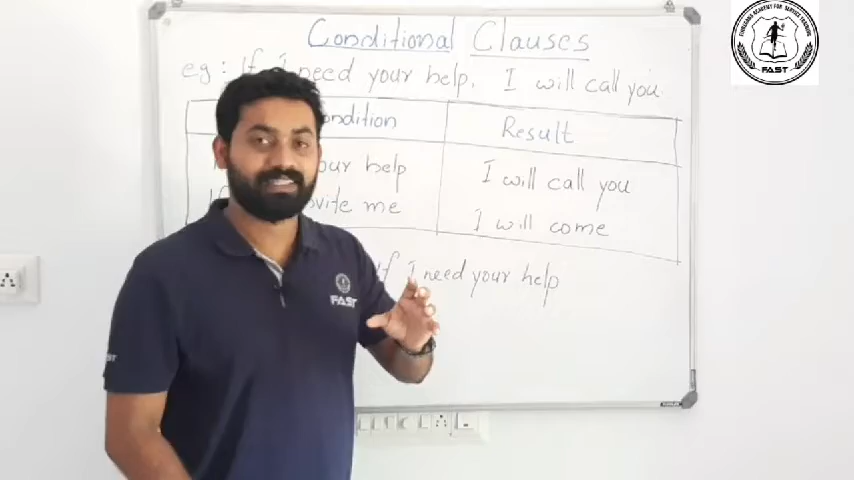 Conditional Clauses
eg: If I need your help, I will call you.
Condition Result
your help I will call you
invite me I will come
If I need your help
FAST
FAST